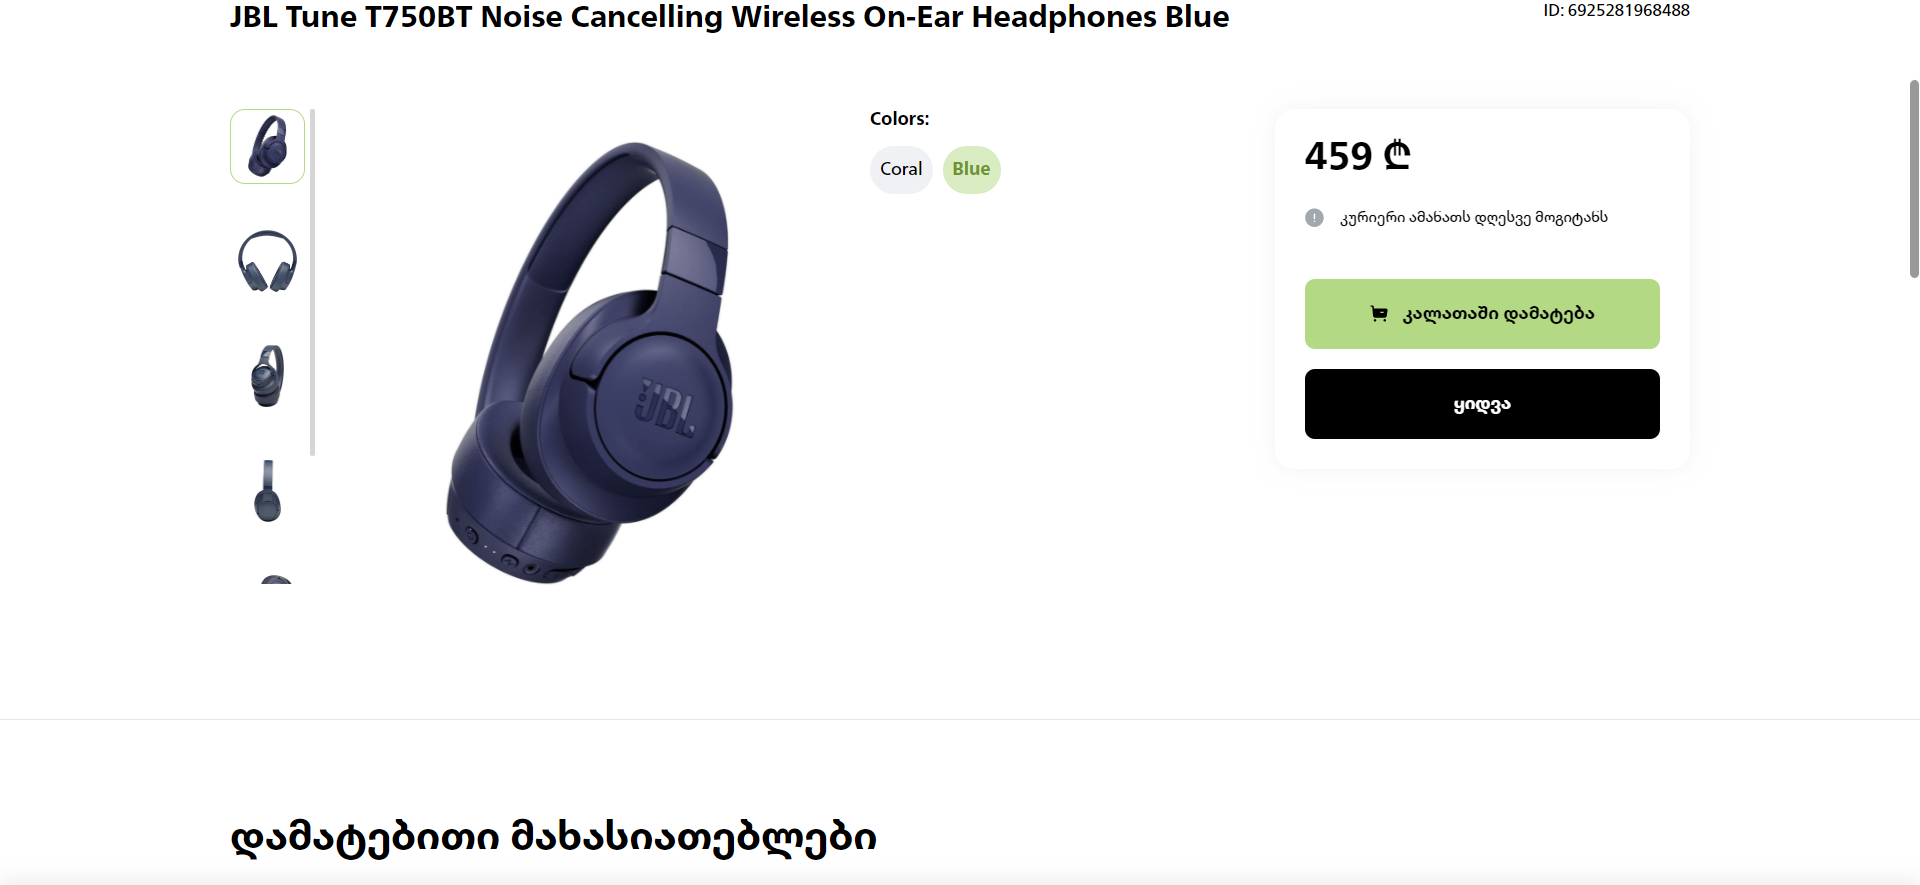 JBL Tune T750BT Noise Cancelling Wireless On-Ear Headphones Blue
ID: 6925281968488
Colors:
Coral
Blue
JBL
459 ₾
კურიერი ამანათს დღესვე მოგიტანს
კალათაში დამატება
ყიდვა
დამატებითი მახასიათებლები